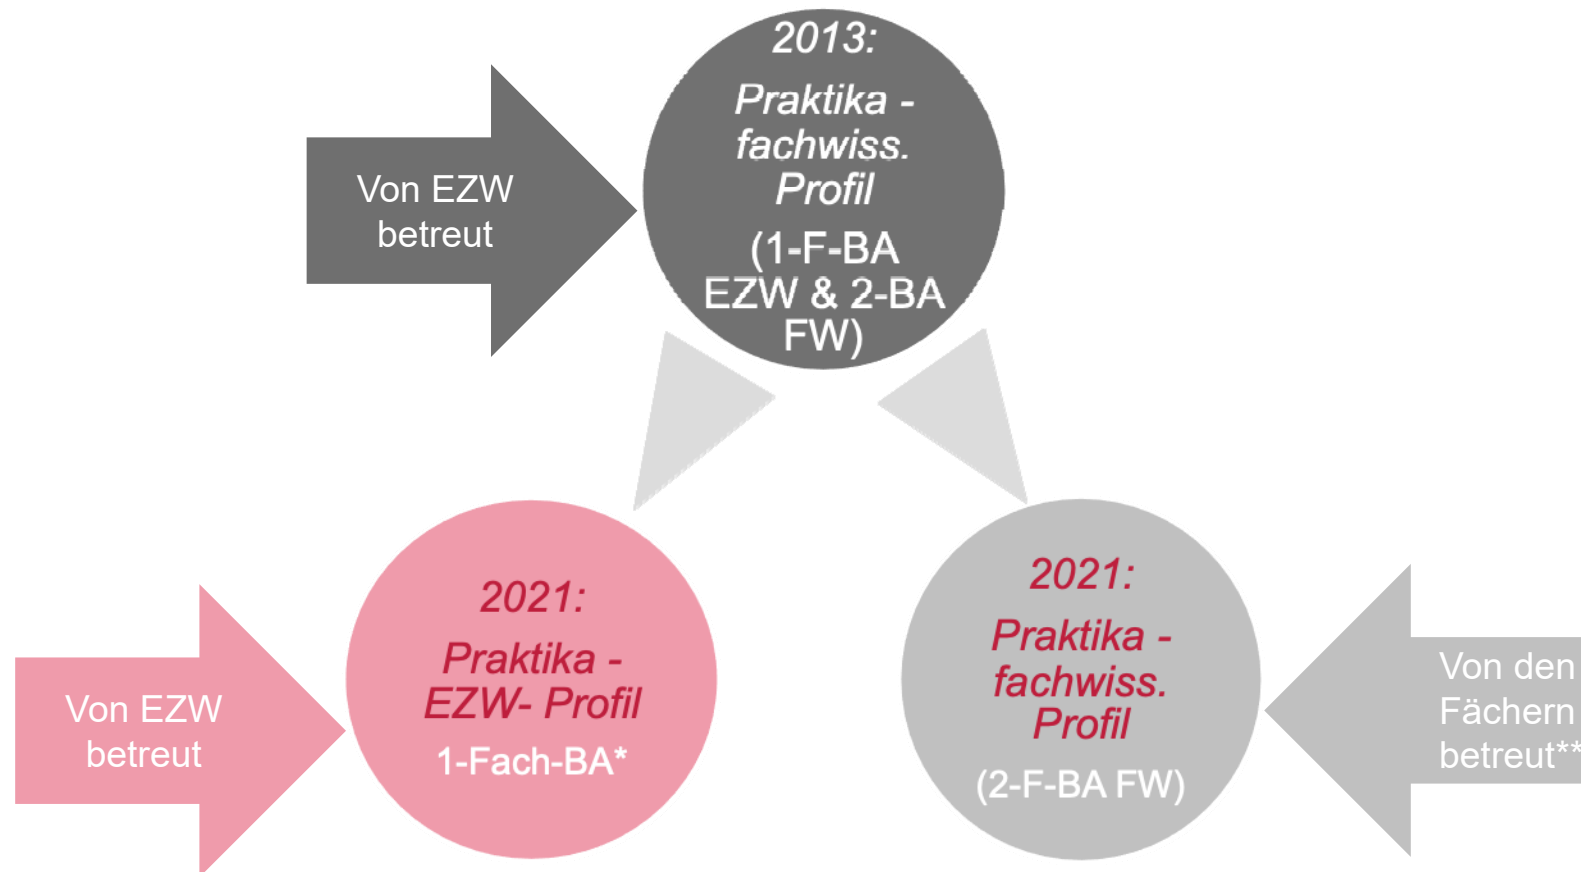 2013:
Praktika -
fachwiss.
Profil
(1-F-BA
EZW & 2-BA
FW)
Von EZW
betreut
2021:
Praktika -
EZW- Profil
1-Fach-BA*
Von EZW
betreut
2021:
Praktika -
fachwiss.
Profil
(2-F-BA FW)
Von den
Fächern
betreut**